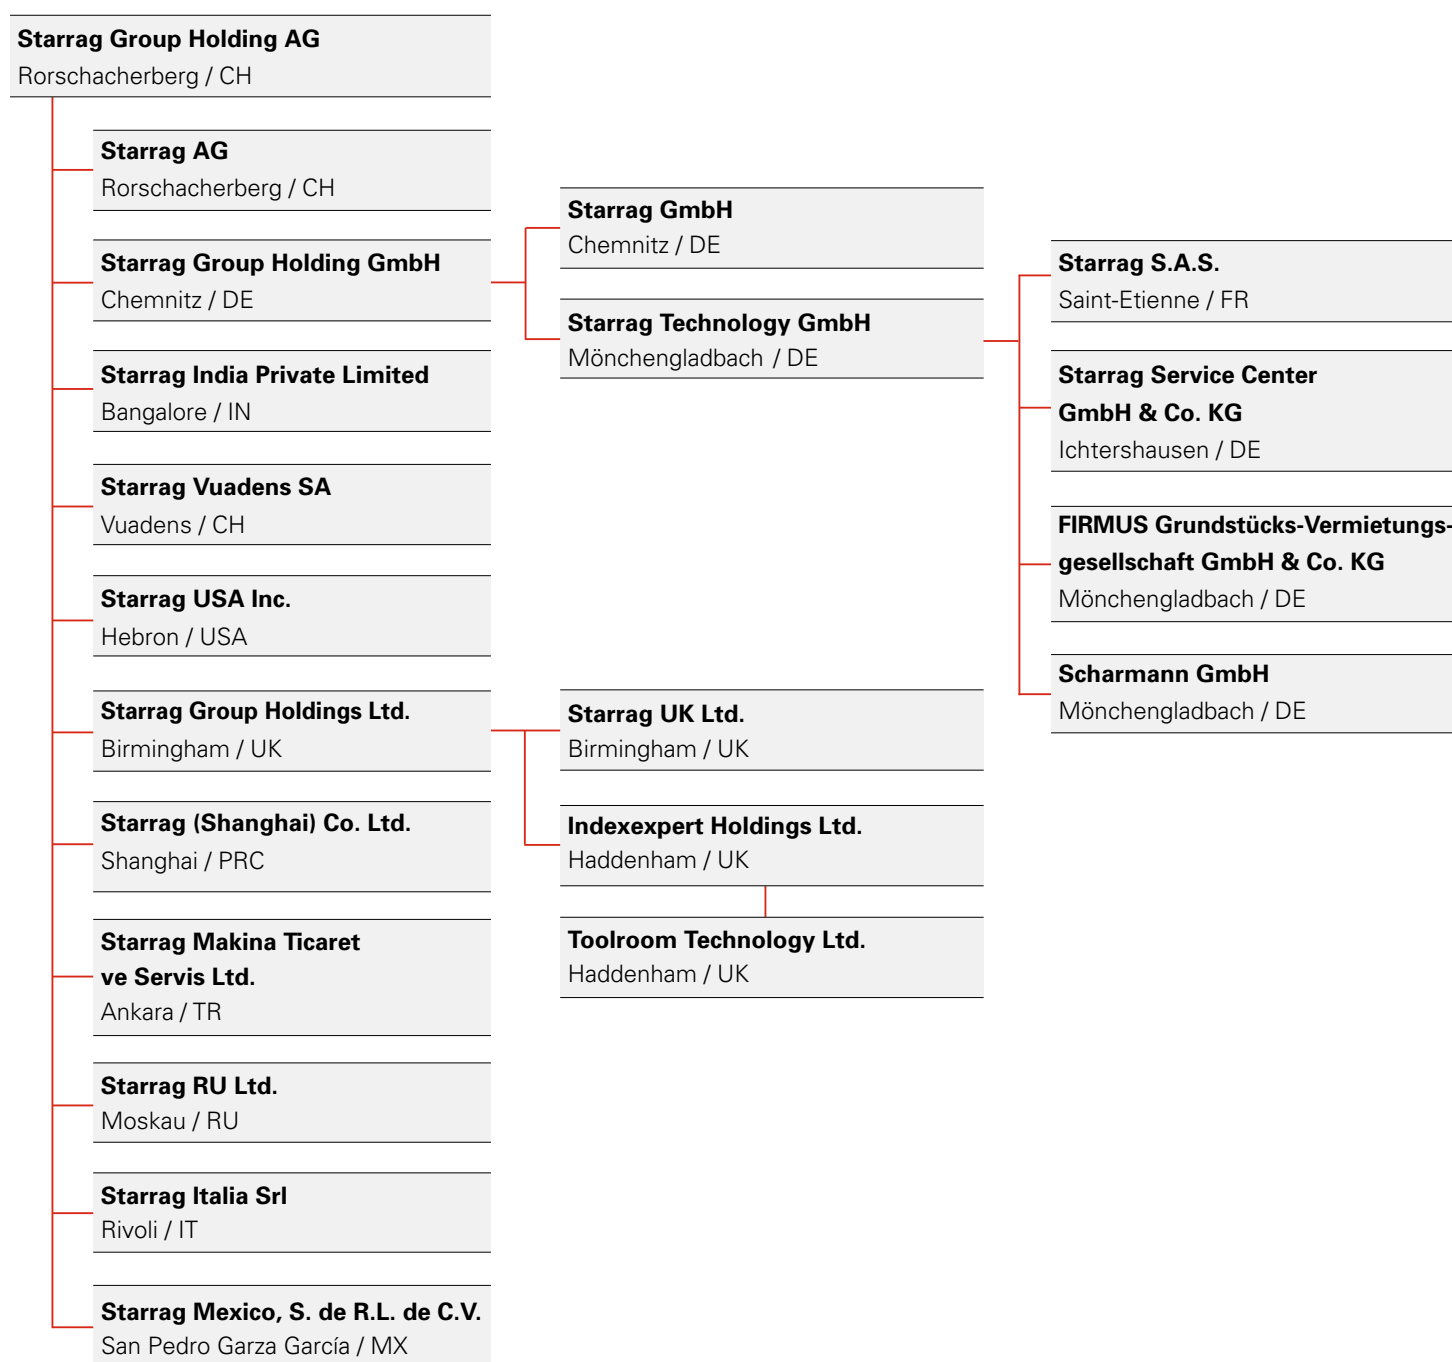 Starrag Group Holding AG
Rorschacherberg / CH
Starrag AG
Rorschacherberg / CH
Starrag Group Holding GmbH
Chemnitz / DE
Starrag India Private Limited
Bangalore / IN
Starrag Vuadens SA
Vuadens / CH
Starrag USA Inc.
Hebron / USA
Starrag Group Holdings Ltd.
Birmingham / UK
Starrag (Shanghai) Co. Ltd.
Shanghai / PRC
Starrag Makina Ticaret
ve Servis Ltd.
Ankara / TR
Starrag RU Ltd.
Moskau / RU
Starrag Italia Srl
Rivoli / IT
Starrag Mexico, S. de R.L. de C.V.
San Pedro Garza García / MX
Starrag GmbH
Chemnitz / DE
Starrag Technology GmbH
Mönchengladbach / DE
Starrag UK Ltd.
Birmingham / UK
Indexexpert Holdings Ltd.
Haddenham / UK
Toolroom Technology Ltd.
Haddenham / UK
Starrag S.A.S.
Saint-Etienne / FR
Starrag Service Center
GmbH & Co. KG
Ichtershausen / DE
FIRMUS Grundstücks-Vermietungs-
gesellschaft GmbH & Co. KG
Mönchengladbach / DE
Scharmann GmbH
Mönchengladbach / DE